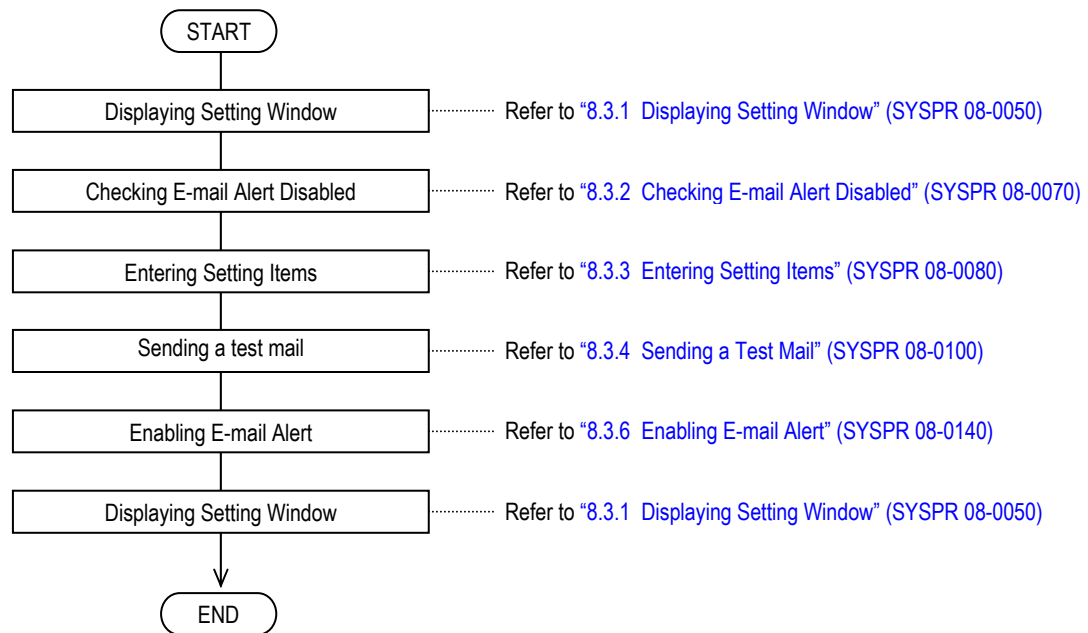 START
Displaying Setting Window Refer to “8.3.1 Displaying Setting Window” (SYSPR 08-0050)
Checking E-mail Alert Disabled Refer to “8.3.2 Checking E-mail Alert Disabled” (SYSPR 08-0070)
Entering Setting Items Refer to “8.3.3 Entering Setting Items” (SYSPR 08-0080)
Sending a test mail Refer to “8.3.4 Sending a Test Mail” (SYSPR 08-0100)
Enabling E-mail Alert Refer to “8.3.6 Enabling E-mail Alert” (SYSPR 08-0140)
Displaying Setting Window Refer to “8.3.1 Displaying Setting Window” (SYSPR 08-0050)
END